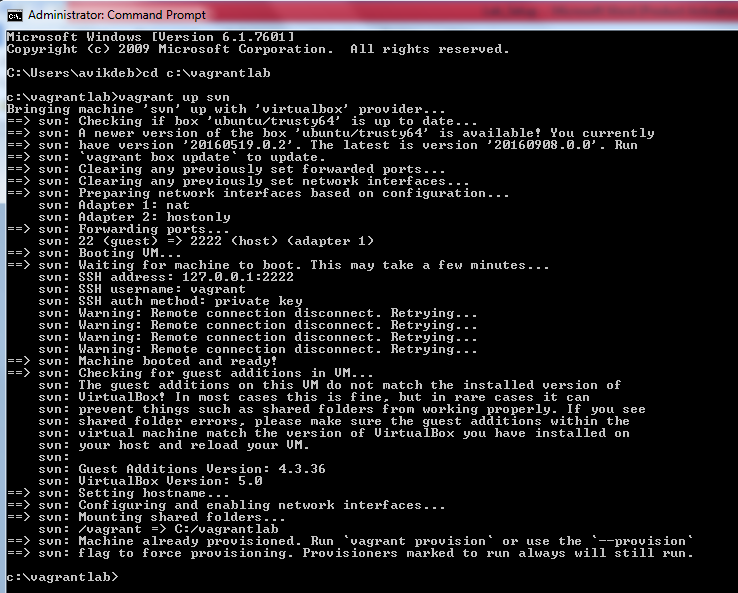 Administrator: Command Prompt
Microsoft Windows [Version 6.1.7601]
Copyright (c) 2009 Microsoft Corporation.  All rights reserved.
C:\Users\avikdeb>cd c:\vagrantlab
c:\vagrantlab>vagrant up svn
Bringing machine 'svn' up with 'virtualbox' provider...
==> svn: Checking if box 'ubuntu/trusty64' is up to date...
==> svn: A newer version of the box 'ubuntu/trusty64' is available! You currently
==> svn: have version '20160519.0.2'. The latest is version '20160908.0.0'. Run
==> svn: `vagrant box update` to update.
==> svn: Clearing any previously set forwarded ports...
==> svn: Clearing any previously set network interfaces...
==> svn: Preparing network interfaces based on configuration...
    svn: Adapter 1: nat
    svn: Adapter 2: hostonly
==> svn: Forwarding ports...
    svn: 22 (guest) => 2222 (host) (adapter 1)
==> svn: Booting VM...
==> svn: Waiting for machine to boot. This may take a few minutes...
    svn: SSH address: 127.0.0.1:2222
    svn: SSH username: vagrant
    svn: SSH auth method: private key
    svn: Warning: Remote connection disconnect. Retrying...
    svn: Warning: Remote connection disconnect. Retrying...
    svn: Warning: Remote connection disconnect. Retrying...
    svn: Warning: Remote connection disconnect. Retrying...
==> svn: Machine booted and ready!
==> svn: Checking for guest additions in VM...
    svn: The guest additions on this VM do not match the installed version of
    svn: VirtualBox! In most cases this is fine, but in rare cases it can
    svn: prevent things such as shared folders from working properly. If you see
    svn: shared folder errors, please make sure the guest additions within the
    svn: virtual machine match the version of VirtualBox you have installed on
    svn: your host and reload your VM.
    svn:
    svn: Guest Additions Version: 4.3.36
    svn: VirtualBox Version: 5.0
==> svn: Setting hostname...
==> svn: Configuring and enabling network interfaces...
==> svn: Mounting shared folders...
    svn: /vagrant => C:/vagrantlab
==> svn: Machine already provisioned. Run `vagrant provision` or use the `--provision`
==> svn: flag to force provisioning. Provisioners marked to run always will still run.
c:\vagrantlab>